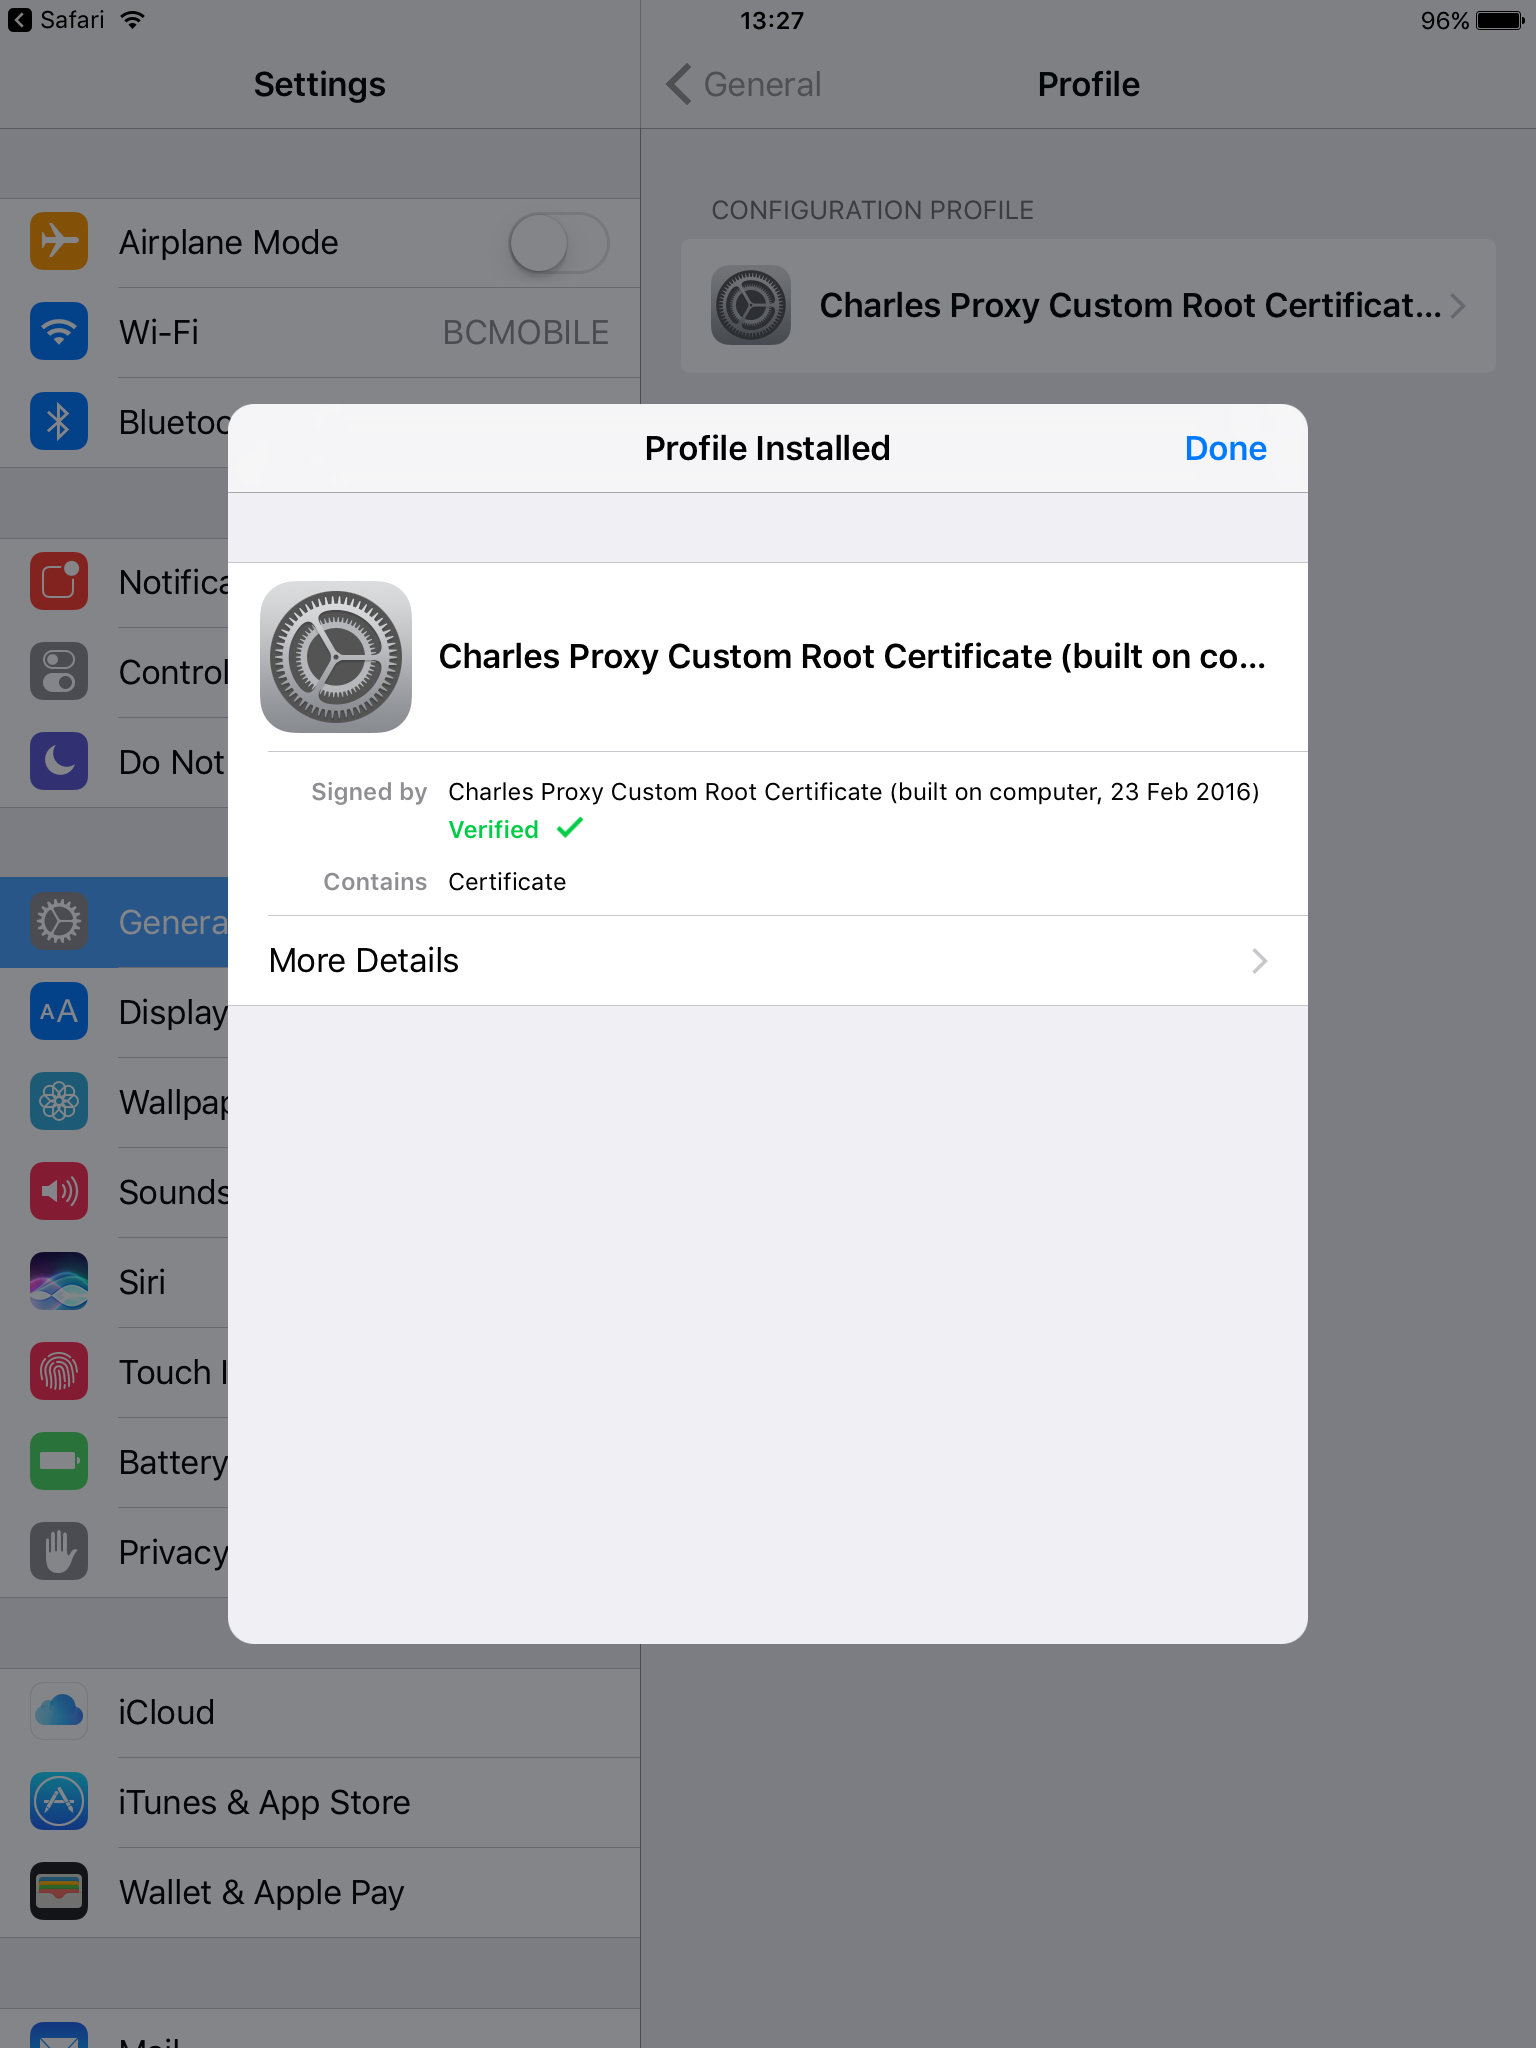 Safari
13:27
96%
Settings
General
Profile
CONFIGURATION PROFILE
Charles Proxy Custom Root Certificat...
Airplane Mode
Wi-Fi
BCMOBILE
Bluetoo
Notifica
Control
Do Not
Genera
Display
Wallpap
Sounds
Siri
Touch I
Battery
Privacy
iCloud
iTunes & App Store
Wallet & Apple Pay
Mail
Profile Installed
Done
Charles Proxy Custom Root Certificate (built on co...
Signed by
Charles Proxy Custom Root Certificate (built on computer, 23 Feb 2016)
Verified
Contains
Certificate
More Details